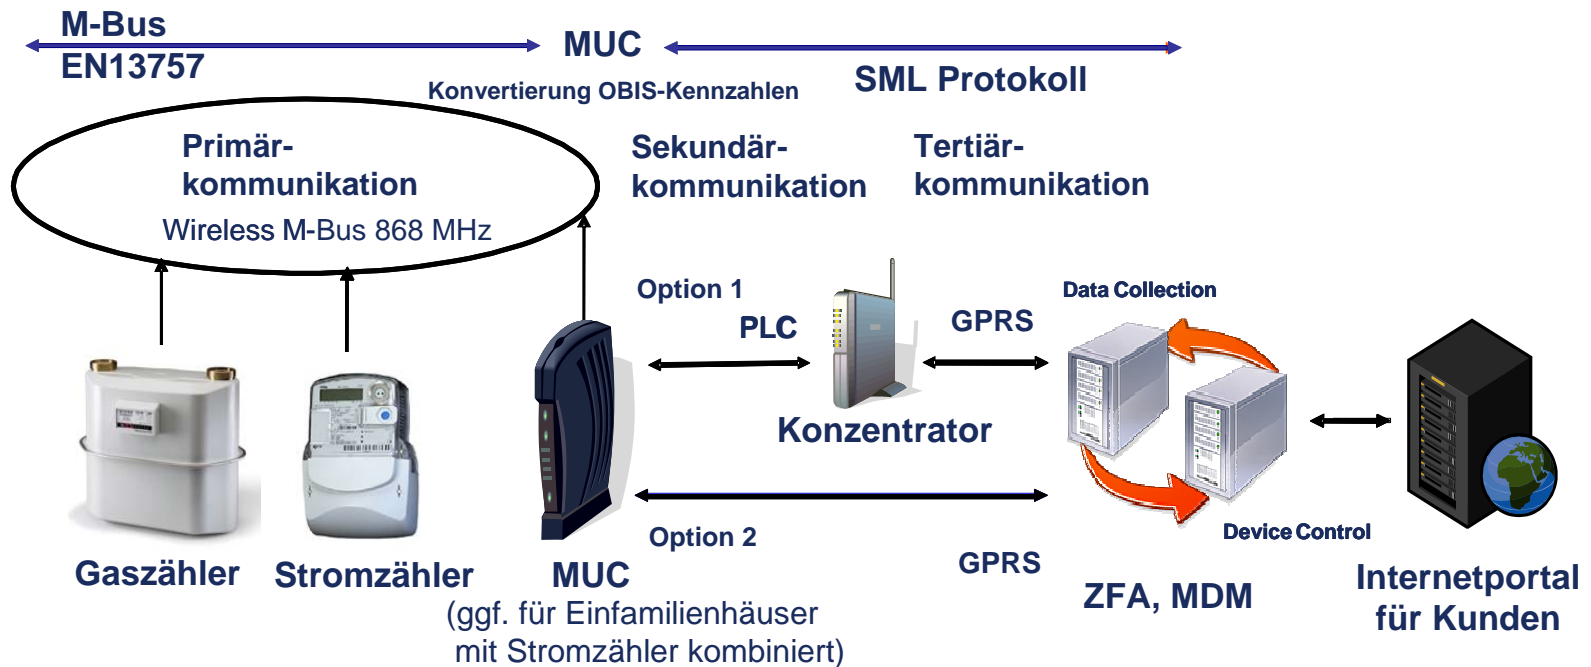 M-Bus
EN13757
MUC
Konvertierung OBIS-Kennzahlen
SML Protokoll
Primär-
kommunikation
Wireless M-Bus 868 MHz
Sekundär-
kommunikation
Tertiär-
kommunikation
Option 1
PLC
GPRS
Data Collection
Konzentrator
Option 2
GPRS
Device Control
Gaszähler
Stromzähler
MUC
(ggf. für Einfamilienhäuser
mit Stromzähler kombiniert)
ZFA, MDM
Internetportal
für Kunden